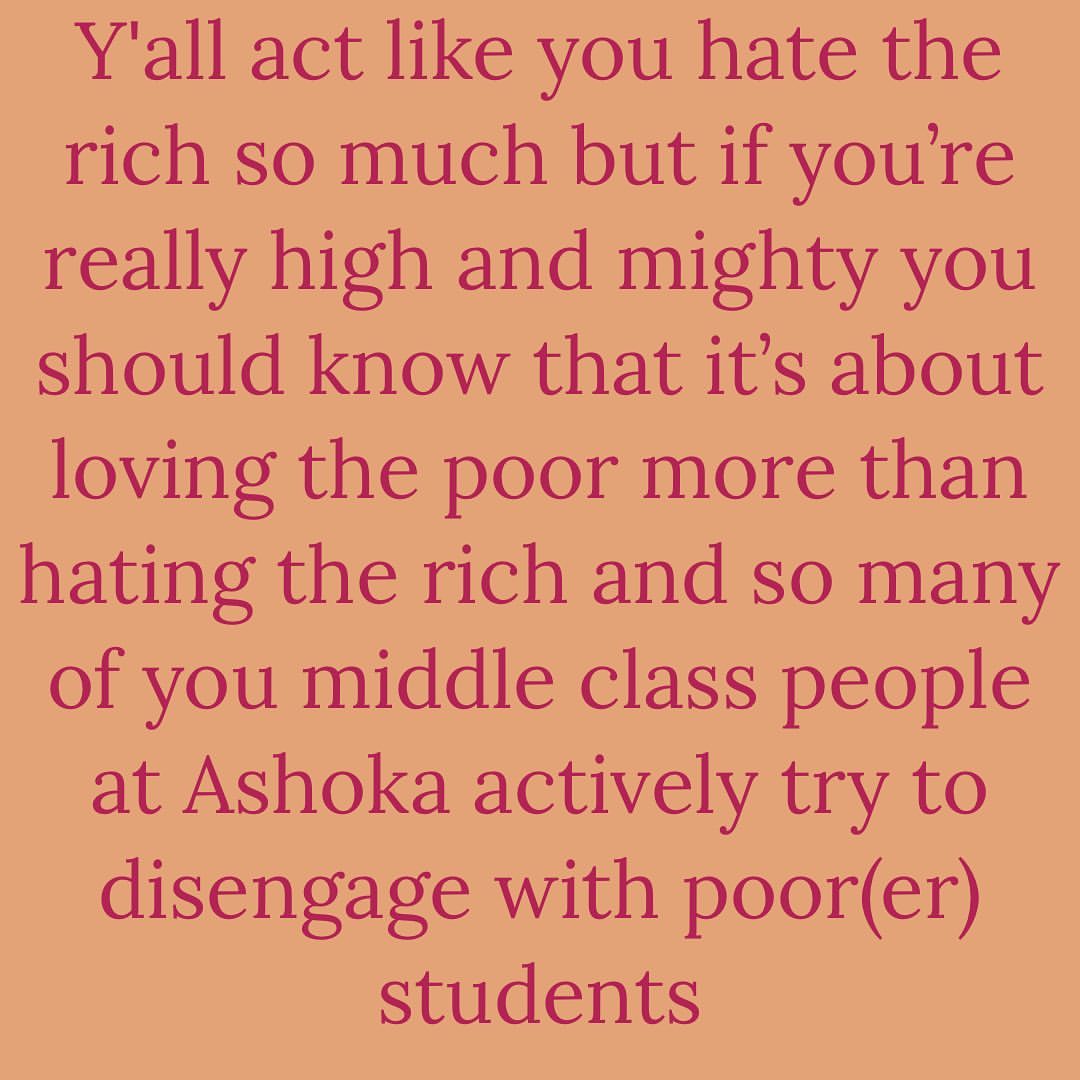 Y'all act like you hate the
rich so much but if you’re
really high and mighty you
should know that it’s about
loving the poor more than
hating the rich and so many
of you middle class people
at Ashoka actively try to
disengage with poor(er)
students